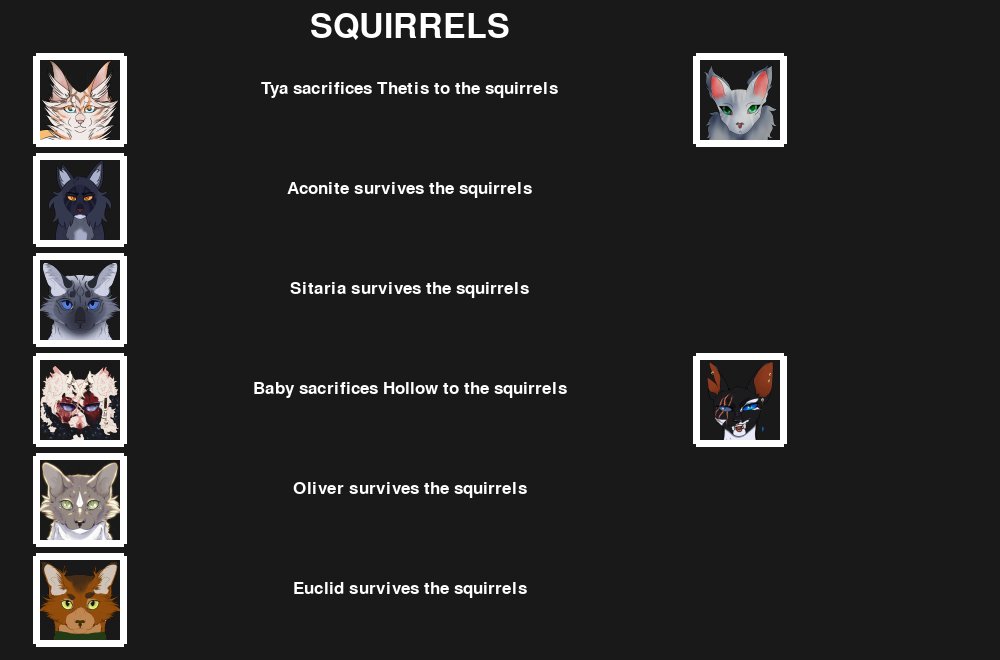 SQUIRRELS
Tya sacrifices Thetis to the squirrels
Aconite survives the squirrels
Sitaria survives the squirrels
Baby sacrifices Hollow to the squirrels
Oliver survives the squirrels
Euclid survives the squirrels